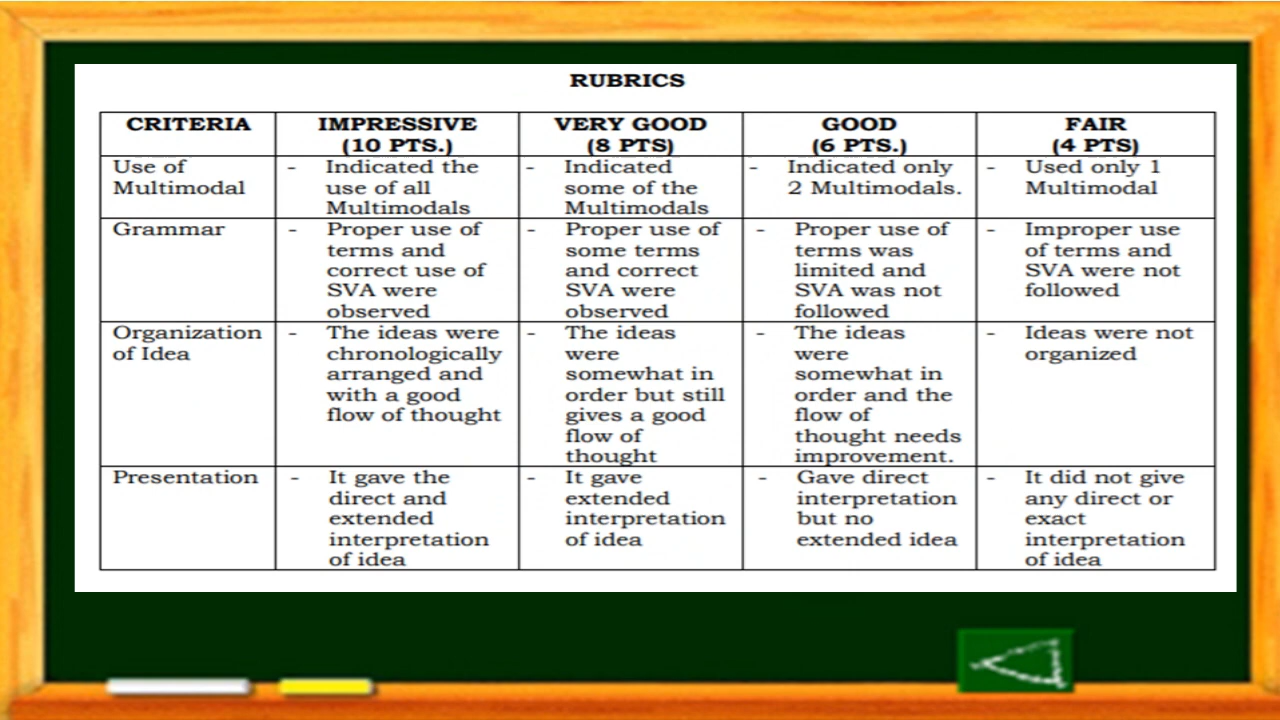 RUBRICS
CRITERIA
IMPRESSIVE
(10 PTS.)
VERY GOOD
(8 PTS)
GOOD
(6 PTS.)
FAIR
(4 PTS)
Use of
Multimodal
- Indicated the
use of all
Multimodals
- Indicated
some of the
Multimodals
- Indicated only
2 Multimodals.
- Used only 1
Multimodal
Grammar
- Proper use of
terms and
correct use of
SVA were
observed
- Proper use of
some terms
and correct
SVA were
observed
- Proper use of
terms was
limited and
SVA was not
followed
- Improper use
of terms and
SVA were not
followed
Organization
of Idea
- The ideas were
chronologically
arranged and
with a good
flow of thought
- The ideas
were
somewhat in
order but still
gives a good
flow of
thought
- The ideas
were
somewhat in
order and the
flow of
thought needs
improvement.
- Ideas were not
organized
Presentation
- It gave the
direct and
extended
interpretation
of idea
- It gave
extended
interpretation
of idea
- Gave direct
interpretation
but no
extended idea
- It did not give
any direct or
exact
interpretation
of idea